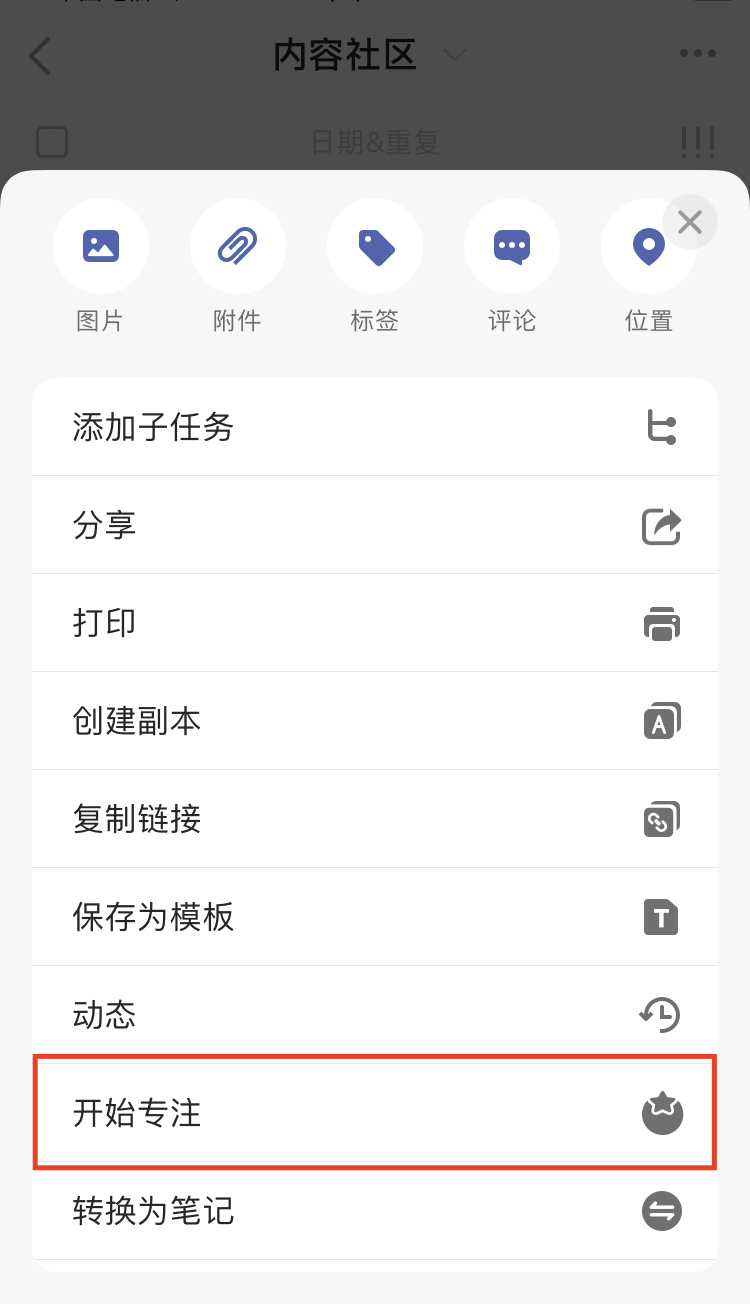 内容社区
日期&重复
图片
附件
标签
评论
位置
添加子任务
分享
打印
创建副本
复制链接
保存为模板
动态
开始专注
转换为笔记